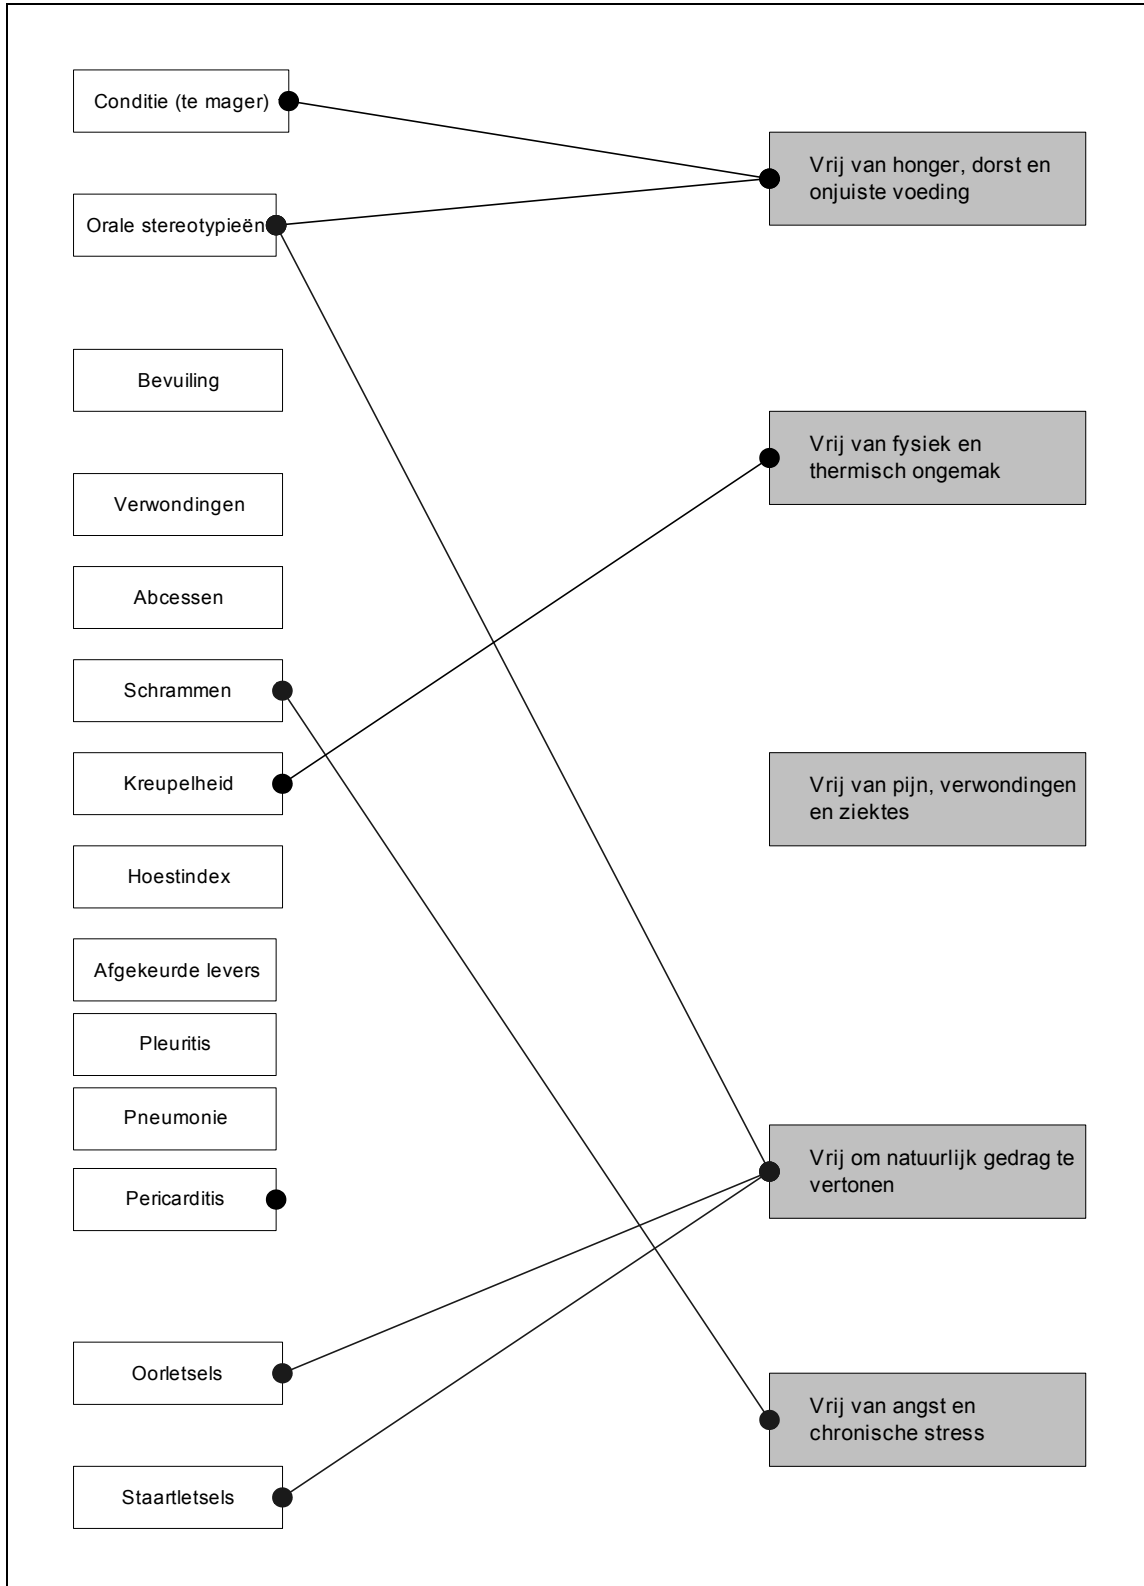 Conditie (te mager)
Orale stereotypieën
Bevuiling
Verwondingen
Abcessen
Schrammen
Kreupelheid
Hoestindex
Afgekeurde levers
Pleuritis
Pneumonie
Pericarditis
Oorletsels
Staartletsels
Vrij van honger, dorst en
onjuiste voeding
Vrij van fysiek en
thermisch ongemak
Vrij van pijn, verwondingen
en ziektes
Vrij om natuurlijk gedrag te
vertonen
Vrij van angst en
chronische stress